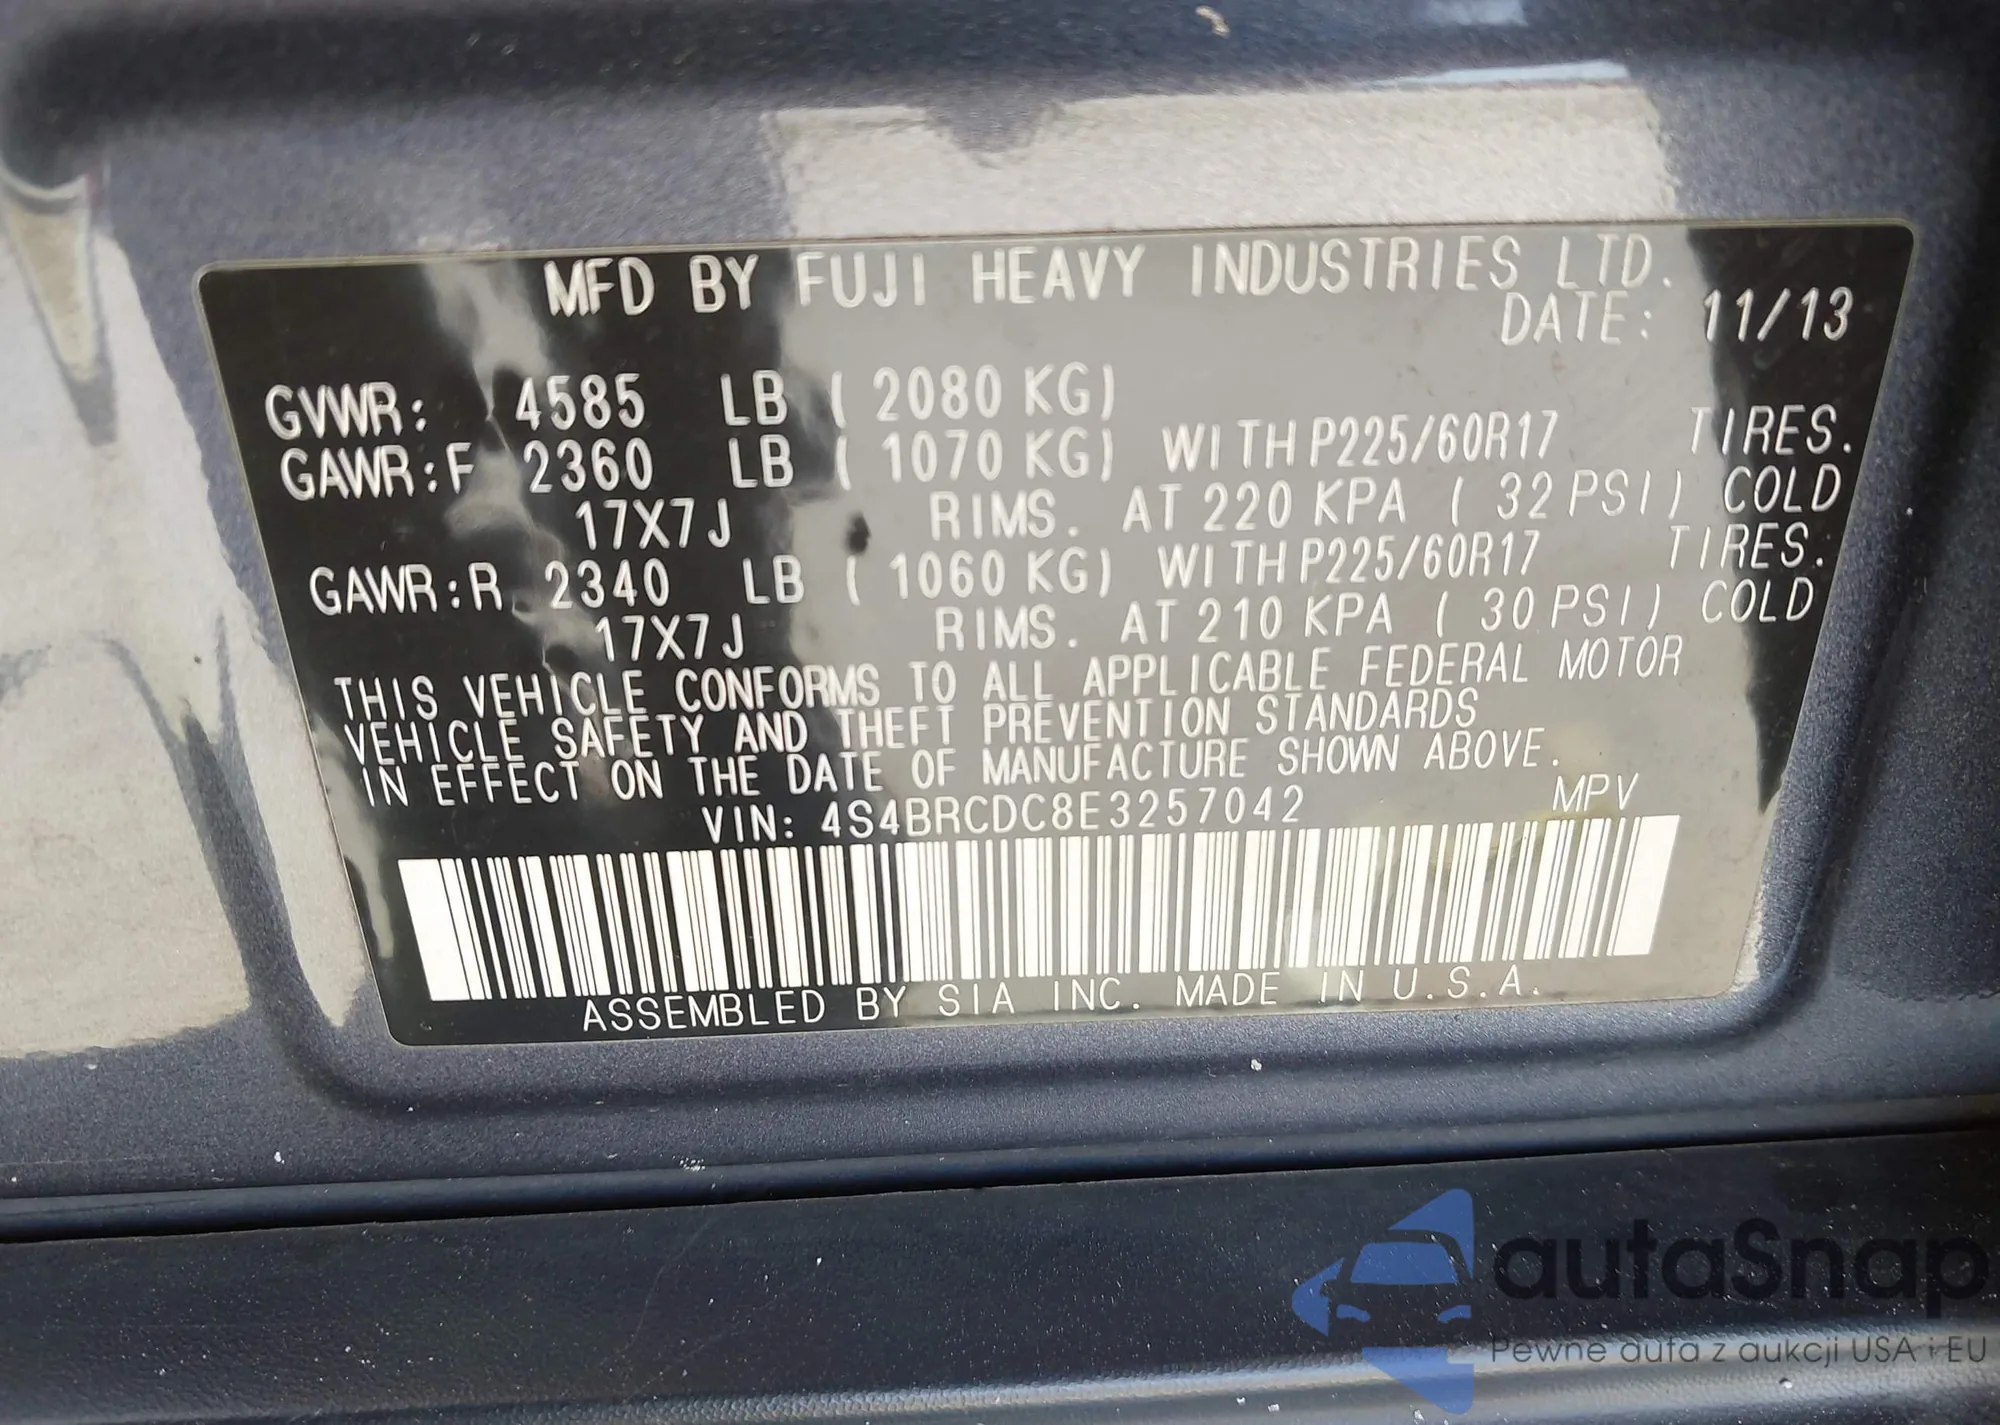 MFD BY FUJI HEAVY INDUSTRIES LTD.
DATE: 11/13
GVWR: 4585 LB ( 2080 KG)
GAWR:F 2360 LB ( 1070 KG) WITH P225/60R17 TIRES.
17X7J RIMS. AT 220 KPA ( 32 PSI) COLD
GAWR:R 2340 LB ( 1060 KG) WITH P225/60R17 TIRES.
17X7J RIMS. AT 210 KPA ( 30 PSI) COLD
THIS VEHICLE CONFORMS TO ALL APPLICABLE FEDERAL MOTOR
VEHICLE SAFETY AND THEFT PREVENTION STANDARDS
IN EFFECT ON THE DATE OF MANUFACTURE SHOWN ABOVE.
VIN: 4S4BRCDC8E3257042 MPV
ASSEMBLED BY SIA INC. MADE IN U.S.A.
autaSnap
Pewne auta z aukcji USA i EU